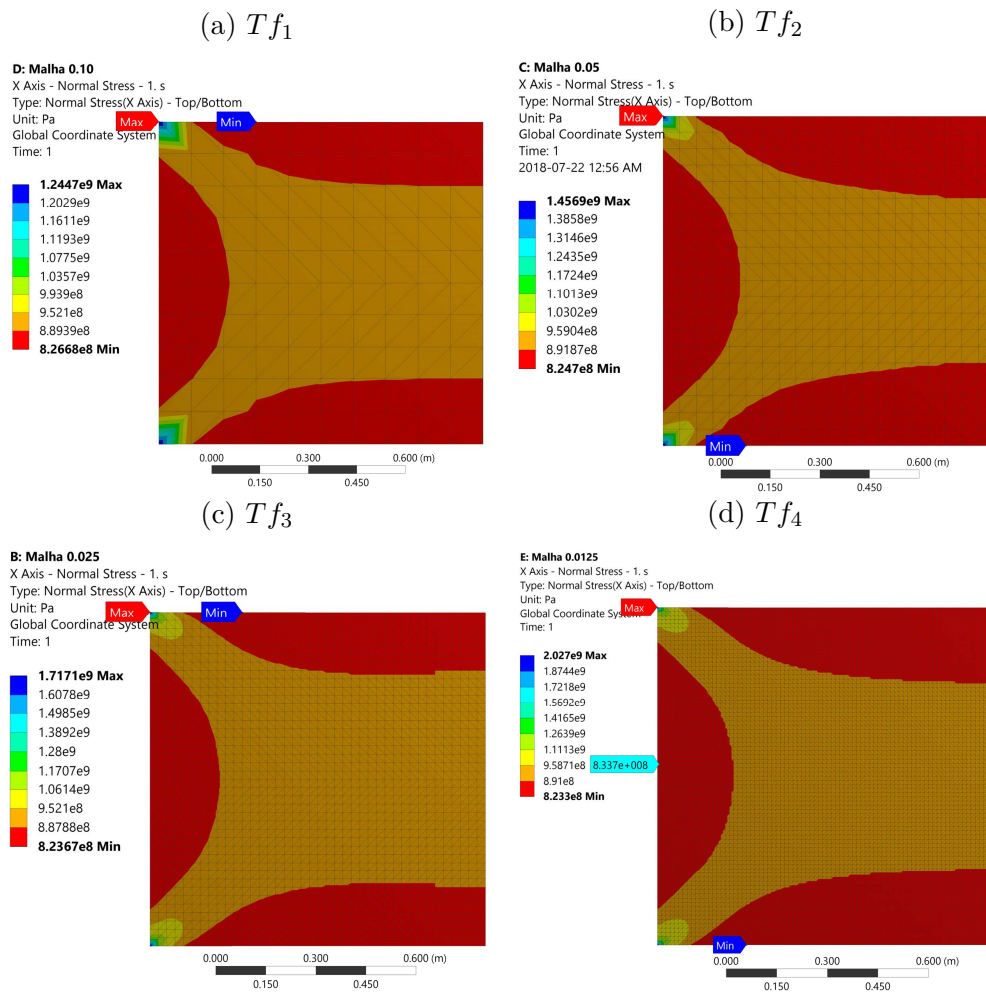 (a) Tf₁
D: Malha 0.10
X Axis - Normal Stress - 1. s
Type: Normal Stress(X Axis) - Top/Bottom
Unit: Pa
Global Coordinate System
Time: 1
Max
Min
1.2447e9 Max
1.2029e9
1.1611e9
1.1193e9
1.0775e9
1.0357e9
9.939e8
9.521e8
8.8939e8
8.2668e8 Min
0.000 0.300 0.600 (m)
0.150 0.450
(b) Tf₂
C: Malha 0.05
X Axis - Normal Stress - 1. s
Type: Normal Stress(X Axis) - Top/Bottom
Unit: Pa
Global Coordinate System
Time: 1
2018-07-22 12:56 AM
Max
1.4569e9 Max
1.3858e9
1.3146e9
1.2435e9
1.1724e9
1.1013e9
1.0302e9
9.5904e8
8.9187e8
8.247e8 Min
Min
0.000 0.300 0.600 (m)
0.150 0.450
(c) Tf₃
B: Malha 0.025
X Axis - Normal Stress - 1. s
Type: Normal Stress(X Axis) - Top/Bottom
Unit: Pa
Global Coordinate System
Time: 1
Max
Min
1.7171e9 Max
1.6078e9
1.4985e9
1.3892e9
1.28e9
1.1707e9
1.0614e9
9.521e8
8.8788e8
8.2367e8 Min
0.000 0.300 0.600 (m)
0.150 0.450
(d) Tf₄
E: Malha 0.0125
X Axis - Normal Stress - 1. s
Type: Normal Stress(X Axis) - Top/Bottom
Unit: Pa
Global Coordinate Sys
Time: 1
Max
2.027e9 Max
1.8744e9
1.7218e9
1.5692e9
1.4165e9
1.2639e9
1.1113e9
9.5871e8
8.91e8
8.233e8 Min
8.337e+008
Min
0.000 0.300 0.600 (m)
0.150 0.450